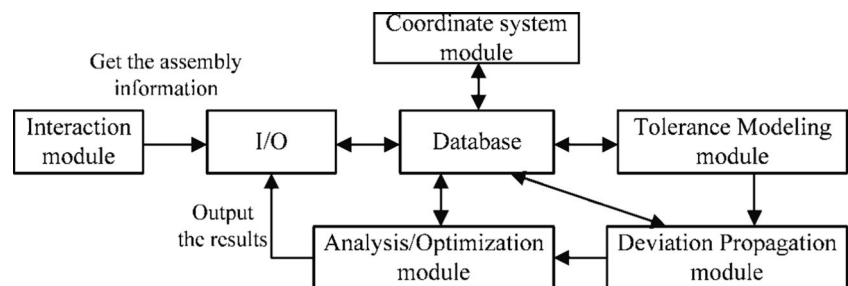 Coordinate system
module
Get the assembly
information
Interaction
module
I/O
Database
Tolerance Modeling
module
Output
the results
Analysis/Optimization
module
Deviation Propagation
module